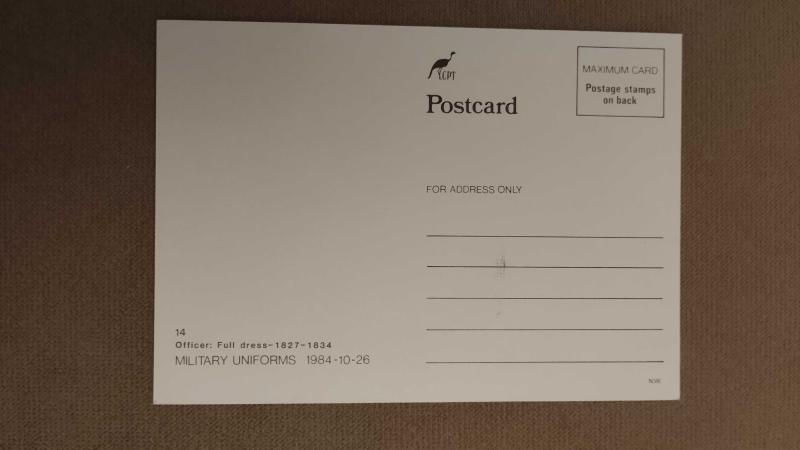 Y.CPT
Postcard
MAXIMUM CARD
Postage stamps
on back
FOR ADDRESS ONLY
14
Officer: Full dress-1827-1834
MILITARY UNIFORMS 1984-10-26